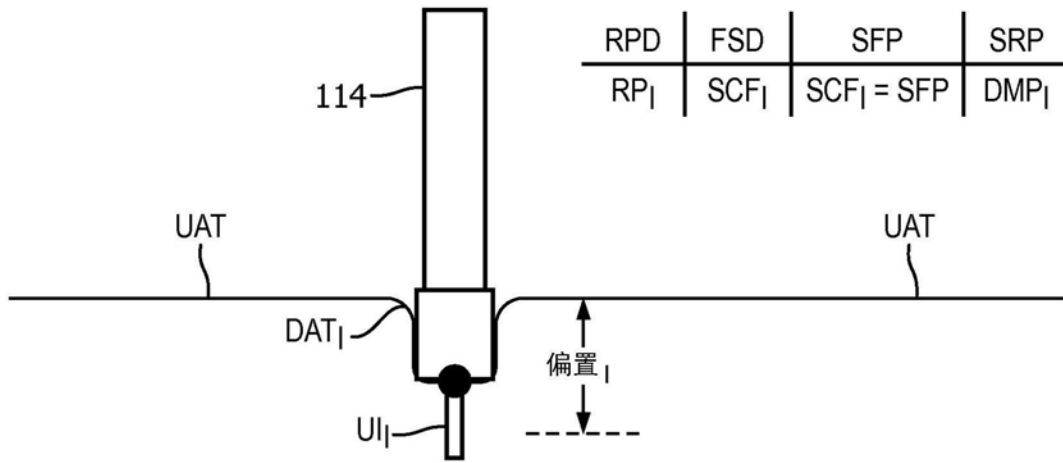 RPD FSD SFP SRP
RPI SCFI SCFI = SFP DMPI
114
UAT UAT
DATI
偏置I
UII